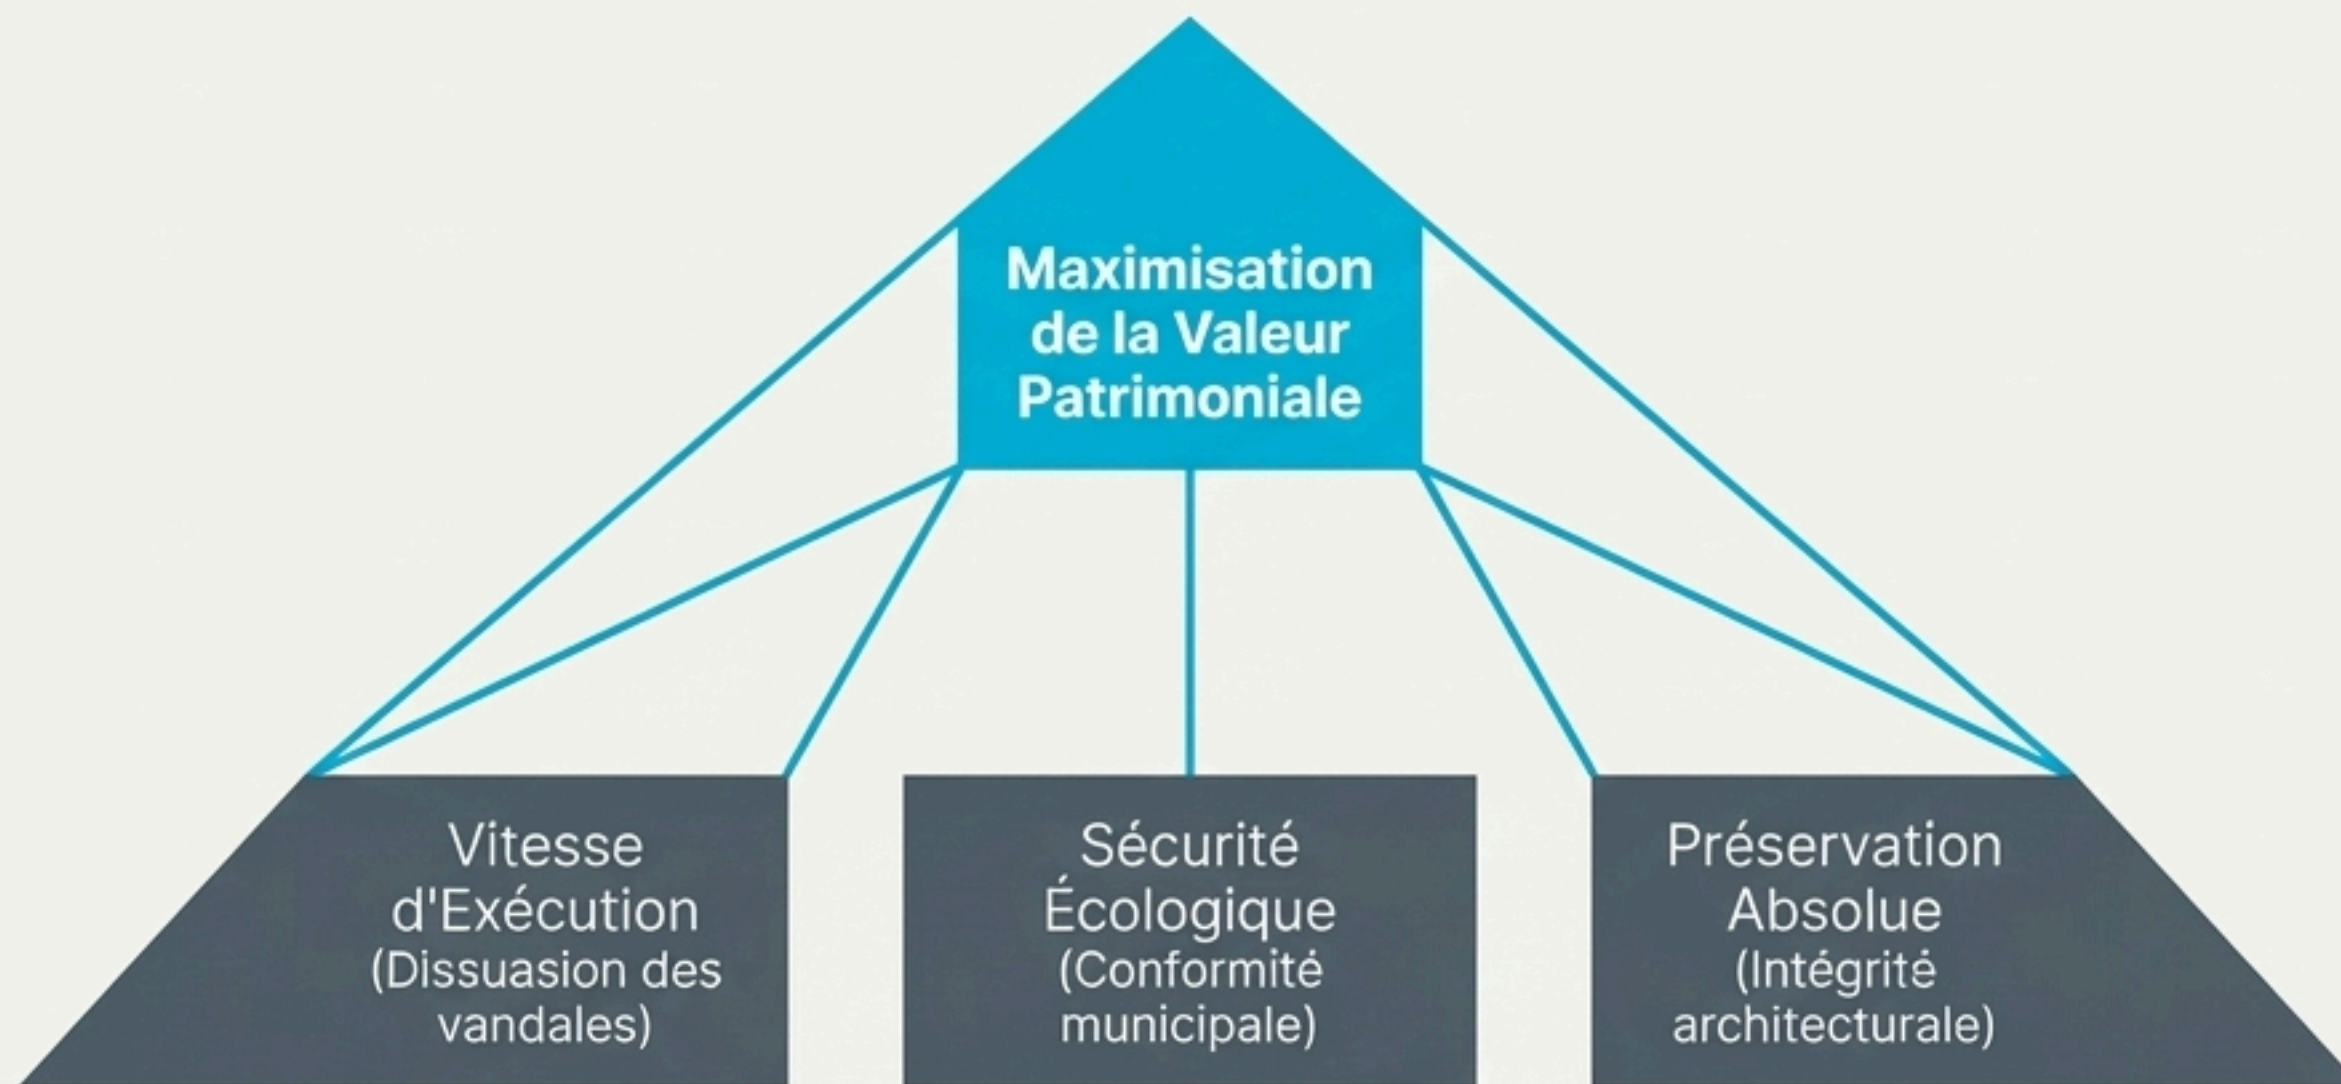 Maximisation
de la Valeur
Patrimoniale
Vitesse
d'Exécution
(Dissuasion des
vandales)
Sécurité
Écologique
(Conformité
municipale)
Préservation
Absolue
(Intégrité
architecturale)